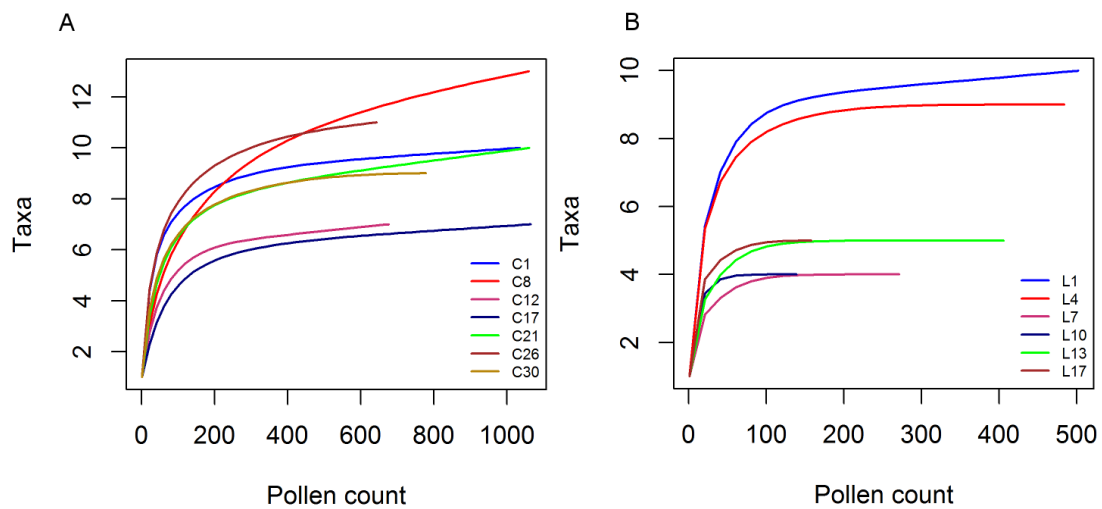 A
Taxa
12
10
8
6
4
2
C1
C8
C12
C17
C21
C26
C30
0 200 400 600 800 1000
Pollen count
B
Taxa
10
8
6
4
2
L1
L4
L7
L10
L13
L17
0 100 200 300 400 500
Pollen count